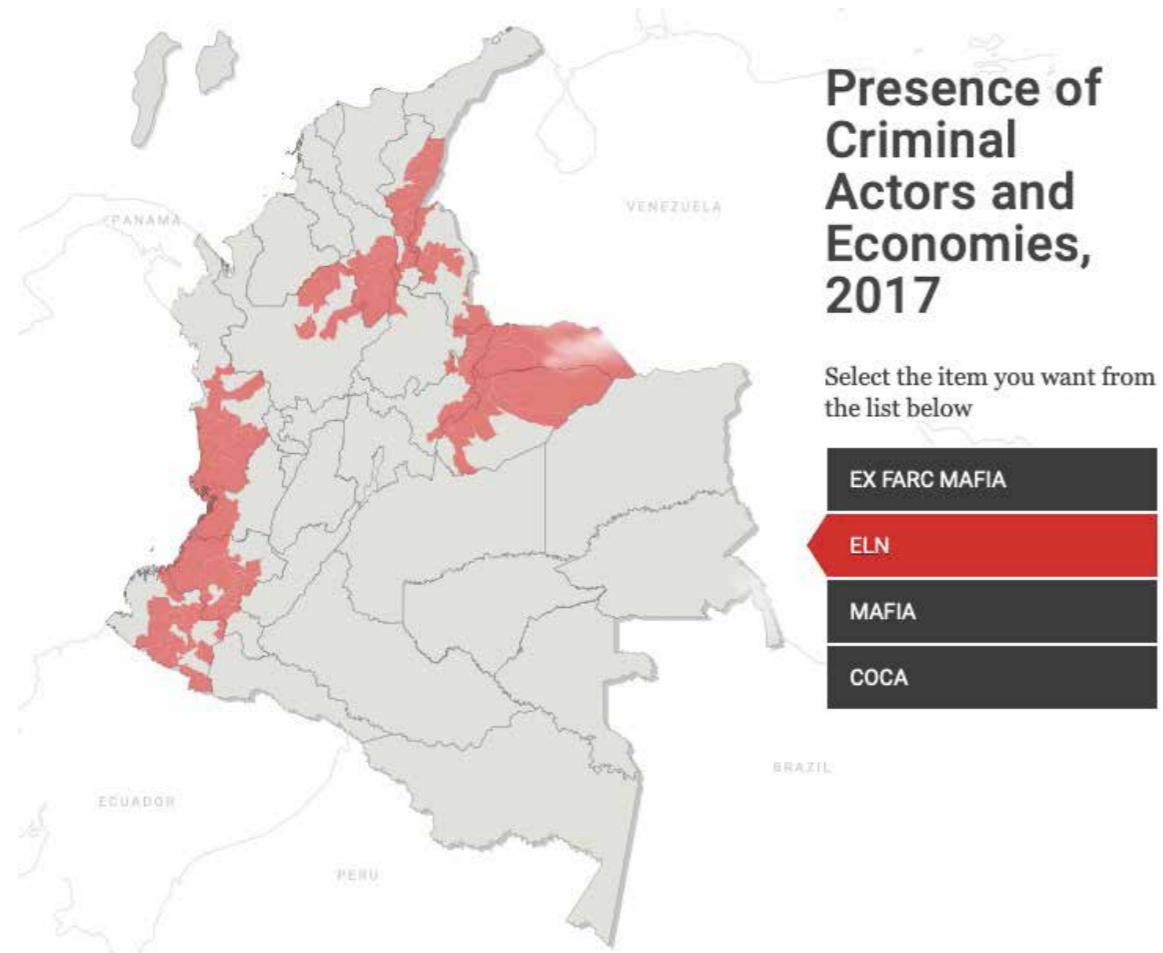 Presence of
Criminal
Actors and
Economies,
2017
Select the item you want from
the list below
EX FARC MAFIA
ELN
MAFIA
COCA
PANAMA
VENEZUELA
ECUADOR
PERU
BRAZIL